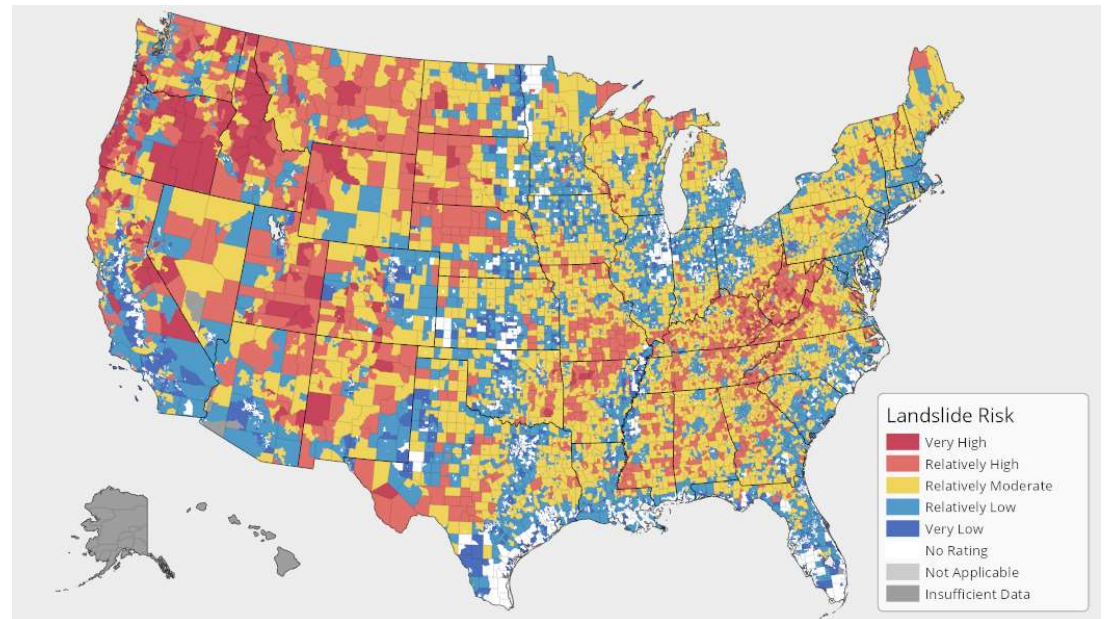 Landslide Risk
Very High
Relatively High
Relatively Moderate
Relatively Low
Very Low
No Rating
Not Applicable
Insufficient Data